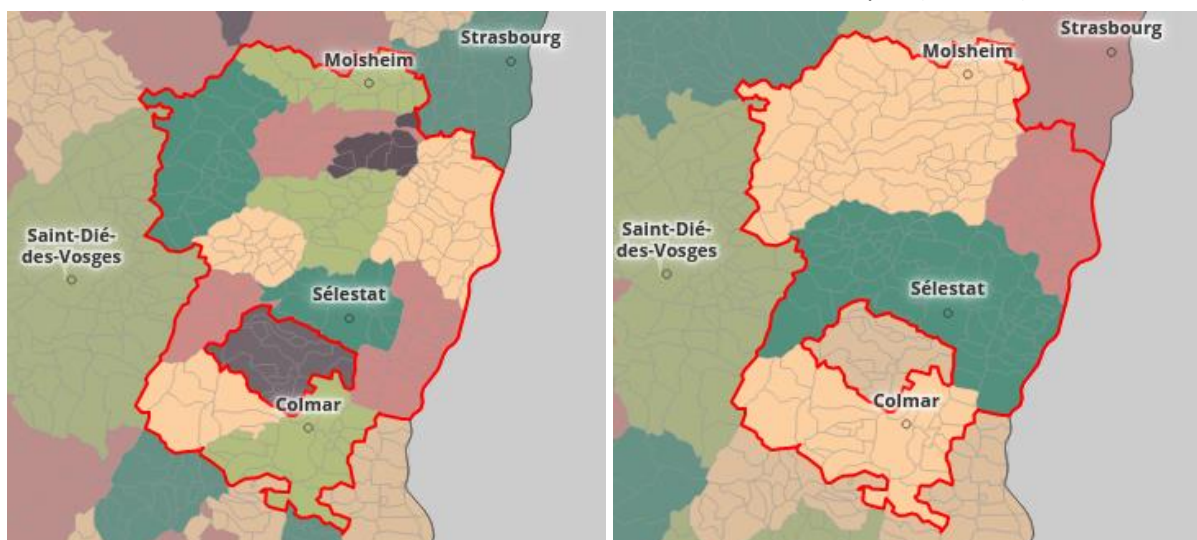 Strasbourg
Molsheim
Saint-Dié-
des-Vosges
Sélestat
Colmar
Strasbourg
Molsheim
Saint-Dié-
des-Vosges
Sélestat
Colmar